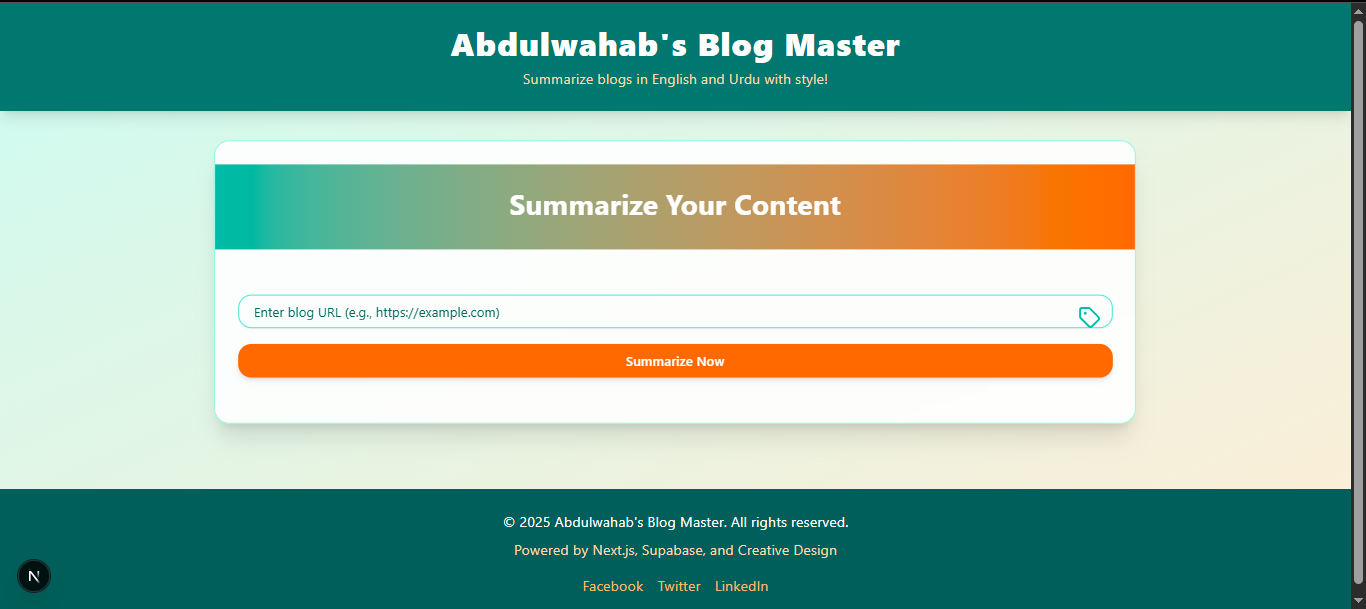 Abdulwahab's Blog Master
Summarize blogs in English and Urdu with style!
Summarize Your Content
Enter blog URL (e.g., https://example.com)
Summarize Now
© 2025 Abdulwahab's Blog Master. All rights reserved.
Powered by Next.js, Supabase, and Creative Design
N
Facebook Twitter LinkedIn